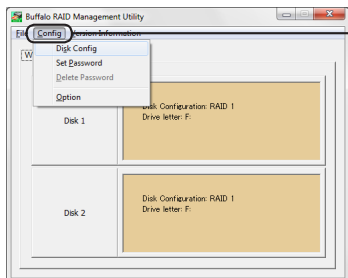 Buffalo RAID Management Utility
File Config Version Information
Disk Config
Set Password
Delete Password
Option
Disk 1
Disk Configuration: RAID 1
Drive letter: F:
Disk 2
Disk Configuration: RAID 1
Drive letter: F: